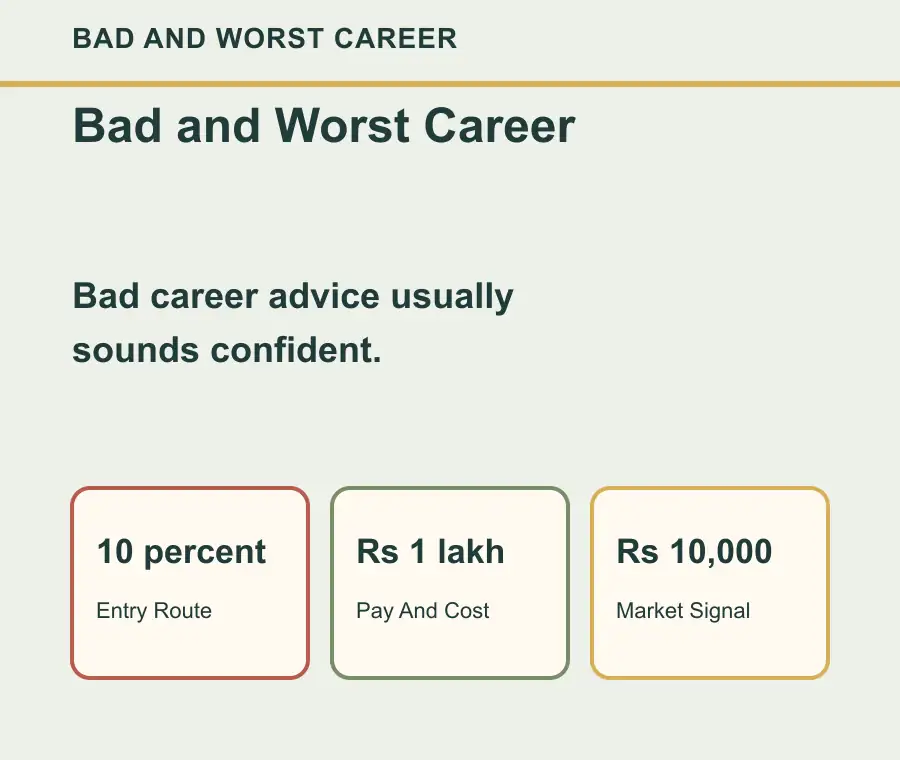 BAD AND WORST CAREER
Bad and Worst Career
Bad career advice usually
sounds confident.
10 percent
Entry Route
Rs 1 lakh
Pay And Cost
Rs 10,000
Market Signal